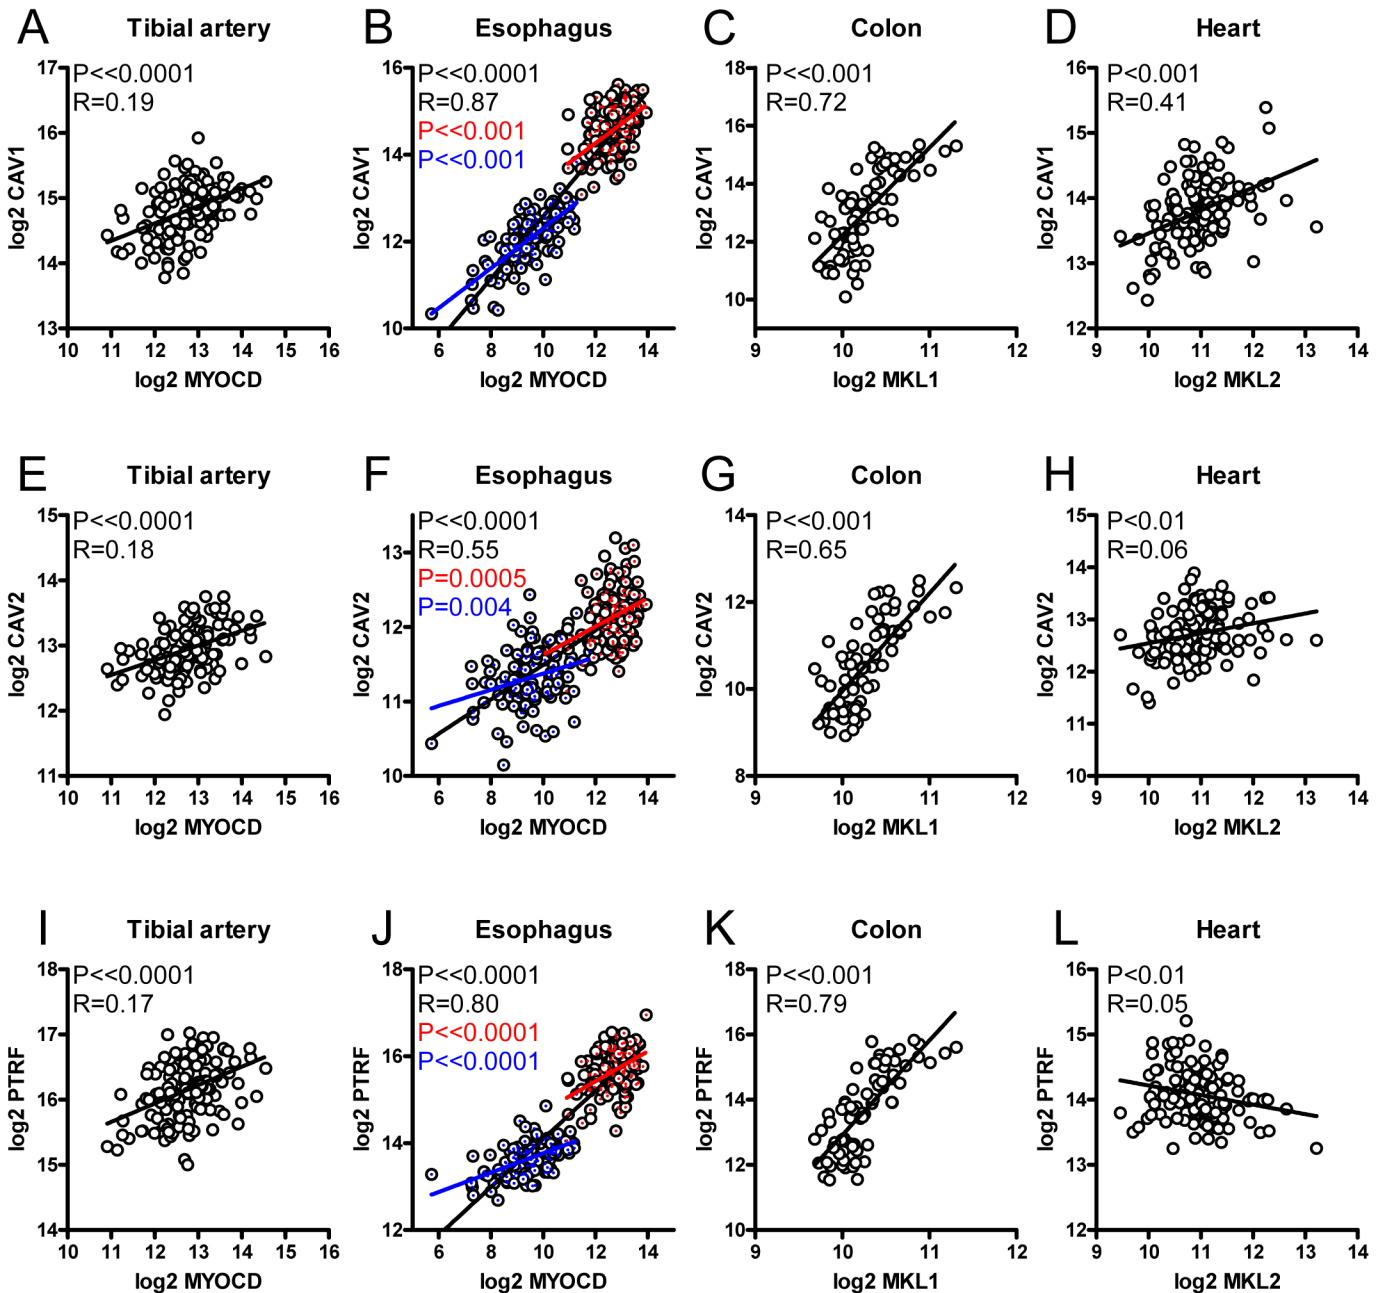 A Tibial artery
P<<0.0001
R=0.19
17
16
15
14
13
log2 CAV1
10 11 12 13 14 15 16
log2 MYOCD
B Esophagus
P<<0.0001
R=0.87
P<<0.001
P<<0.001
16
14
12
10
log2 CAV1
6 8 10 12 14
log2 MYOCD
C Colon
P<<0.001
R=0.72
18
16
14
12
10
log2 CAV1
9 10 11 12
log2 MKL1
D Heart
P<0.001
R=0.41
16
15
14
13
12
log2 CAV1
9 10 11 12 13 14
log2 MKL2
E Tibial artery
P<<0.0001
R=0.18
15
14
13
12
11
log2 CAV2
10 11 12 13 14 15 16
log2 MYOCD
F Esophagus
P<<0.0001
R=0.55
P=0.0005
P=0.004
13
12
11
10
log2 CAV2
6 8 10 12 14
log2 MYOCD
G Colon
P<<0.001
R=0.65
14
12
10
8
log2 CAV2
9 10 11 12
log2 MKL1
H Heart
P<0.01
R=0.06
15
14
13
12
11
10
log2 CAV2
9 10 11 12 13 14
log2 MKL2
I Tibial artery
P<<0.0001
R=0.17
18
17
16
15
14
log2 PTRF
10 11 12 13 14 15 16
log2 MYOCD
J Esophagus
P<<0.0001
R=0.80
P<<0.0001
P<<0.0001
18
16
14
12
log2 PTRF
6 8 10 12 14
log2 MYOCD
K Colon
P<<0.001
R=0.79
18
16
14
12
10
log2 PTRF
9 10 11 12
log2 MKL1
L Heart
P<0.01
R=0.05
16
15
14
13
12
log2 PTRF
9 10 11 12 13 14
log2 MKL2